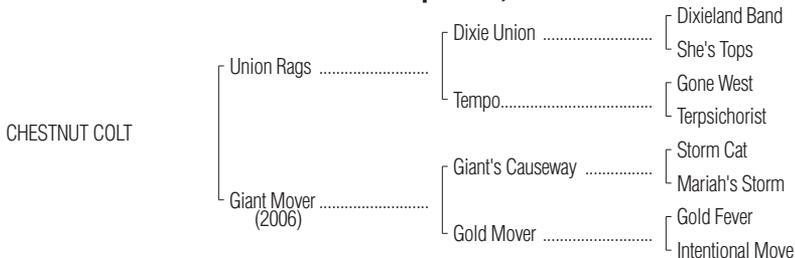 Dixieland Band
Dixie Union ..........................
She's Tops
Union Rags ..........................
Gone West
Tempo....................................
Terpsichorist
CHESTNUT COLT
Storm Cat
Giant's Causeway ................
Mariah's Storm
Giant Mover ..........................
(2006)
Gold Fever
Gold Mover ..........................
Intentional Move